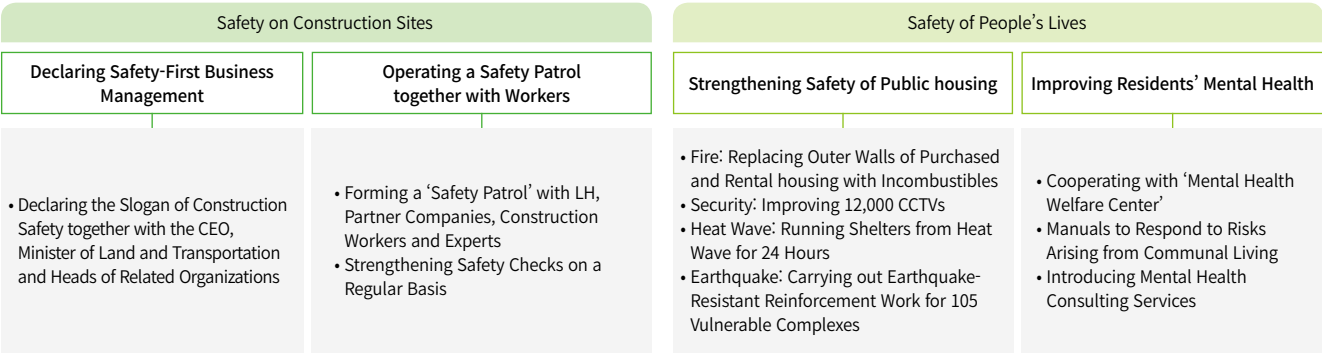 Safety on Construction Sites
Declaring Safety-First Business
Management
• Declaring the Slogan of Construction
Safety together with the CEO,
Minister of Land and Transportation
and Heads of Related Organizations
Operating a Safety Patrol
together with Workers
• Forming a ‘Safety Patrol’ with LH,
Partner Companies, Construction
Workers and Experts
• Strengthening Safety Checks on a
Regular Basis
Safety of People’s Lives
Strengthening Safety of Public housing
• Fire: Replacing Outer Walls of Purchased
and Rental housing with Incombustibles
• Security: Improving 12,000 CCTVs
• Heat Wave: Running Shelters from Heat
Wave for 24 Hours
• Earthquake: Carrying out Earthquake-
Resistant Reinforcement Work for 105
Vulnerable Complexes
Improving Residents’ Mental Health
• Cooperating with ‘Mental Health
Welfare Center’
• Manuals to Respond to Risks
Arising from Communal Living
• Introducing Mental Health
Consulting Services